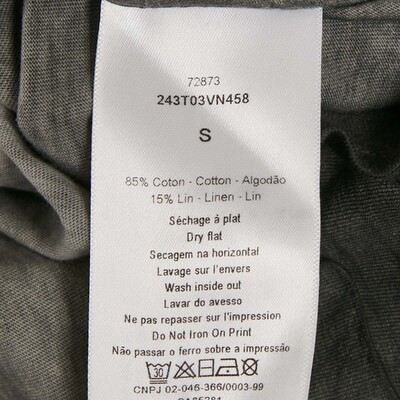 72873
243T03VN458
S
85% Coton - Cotton - Algodão
15% Lin - Linen - Lin
Séchage à plat
Dry flat
Secagem na horizontal
Lavage sur l'envers
Wash inside out
Lavar do avesso
Ne pas repasser sur l'impression
Do Not Iron On Print
Não passar o ferro sobre a impressão
30
CNPJ 02-046-366/0003-99